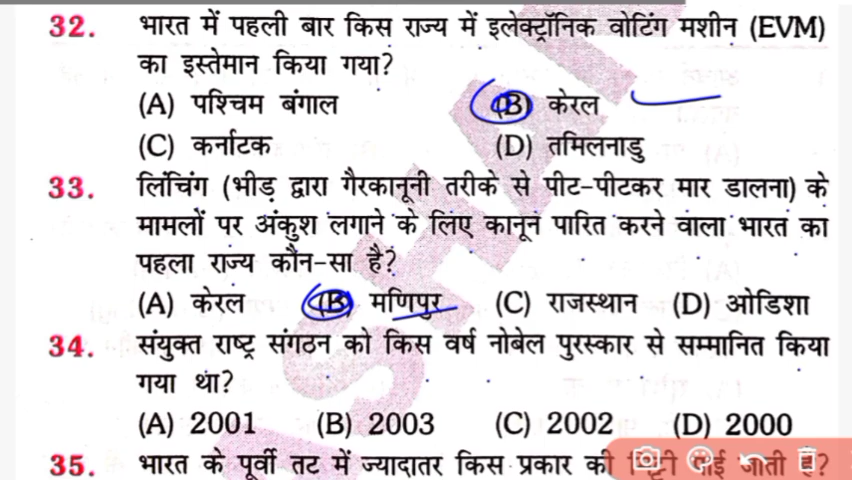 32. भारत में पहली बार किस राज्य में इलेक्ट्रॉनिक वोटिंग मशीन (EVM)
का इस्तेमान किया गया?
(A) पश्चिम बंगाल (B) केरल
(C) कर्नाटक (D) तमिलनाडु
33. लिंचिंग (भीड़ द्वारा गैरकानूनी तरीके से पीट-पीटकर मार डालना) के
मामलों पर अंकुश लगाने के लिए कानून पारित करने वाला भारत का
पहला राज्य कौन-सा है?
(A) केरल (B) मणिपुर (C) राजस्थान (D) ओडिशा
34. संयुक्त राष्ट्र संगठन को किस वर्ष नोबेल पुरस्कार से सम्मानित किया
गया था?
(A) 2001 (B) 2003 (C) 2002 (D) 2000
35. भारत के पूर्वी तट में ज्यादातर किस प्रकार की मिट्टी पाई जाती है?